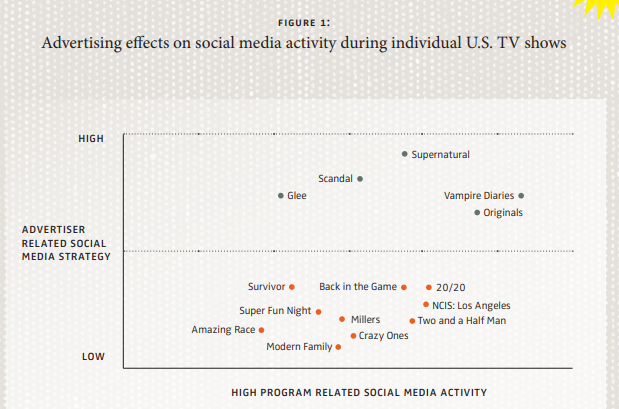 FIGURE 1:
Advertising effects on social media activity during individual U.S. TV shows
HIGH
Supernatural
Scandal
Glee
Vampire Diaries
Originals
ADVERTISER
RELATED SOCIAL
MEDIA STRATEGY
Survivor
Back in the Game
20/20
NCIS: Los Angeles
Super Fun Night
Millers
Two and a Half Man
Amazing Race
Crazy Ones
Modern Family
LOW
HIGH PROGRAM RELATED SOCIAL MEDIA ACTIVITY